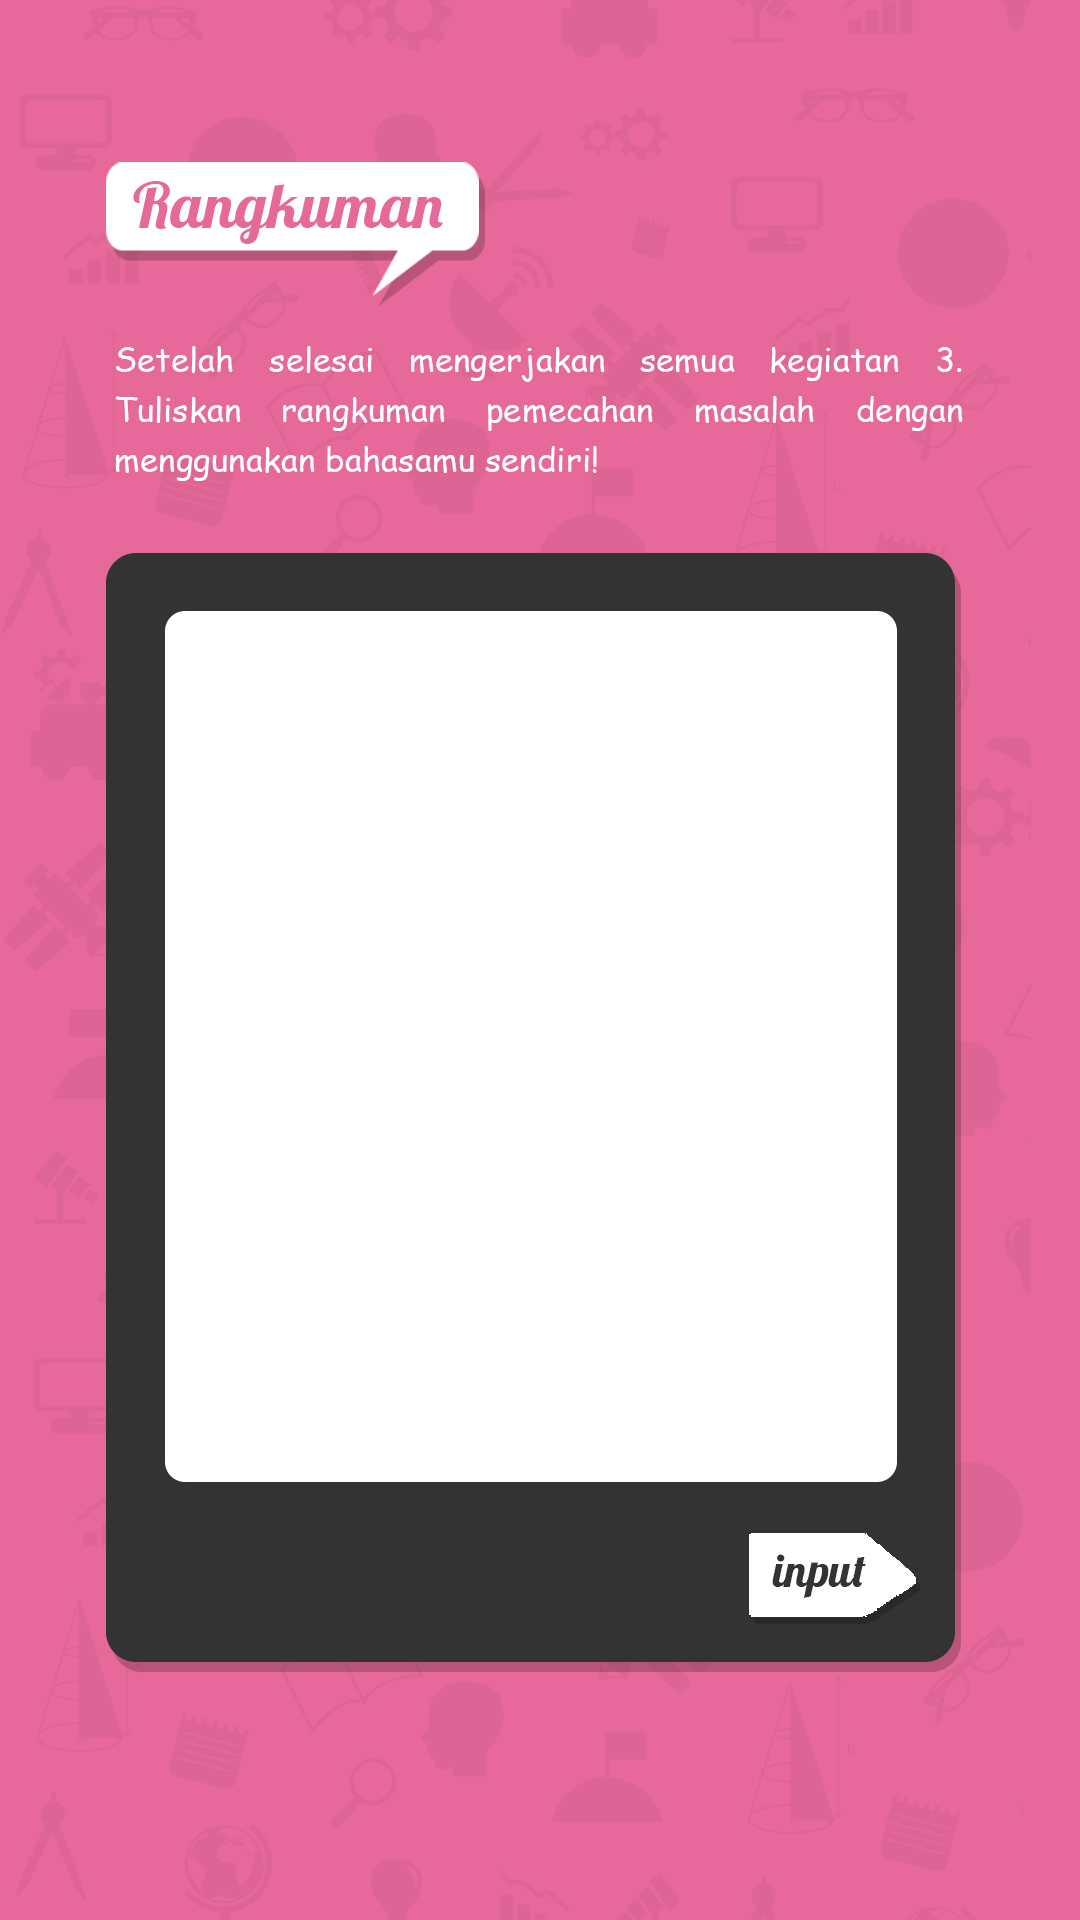 Rangkuman
Setelah selesai mengerjakan semua kegiatan 3.
Tuliskan rangkuman pemecahan masalah dengan
menggunakan bahasamu sendiri!
input